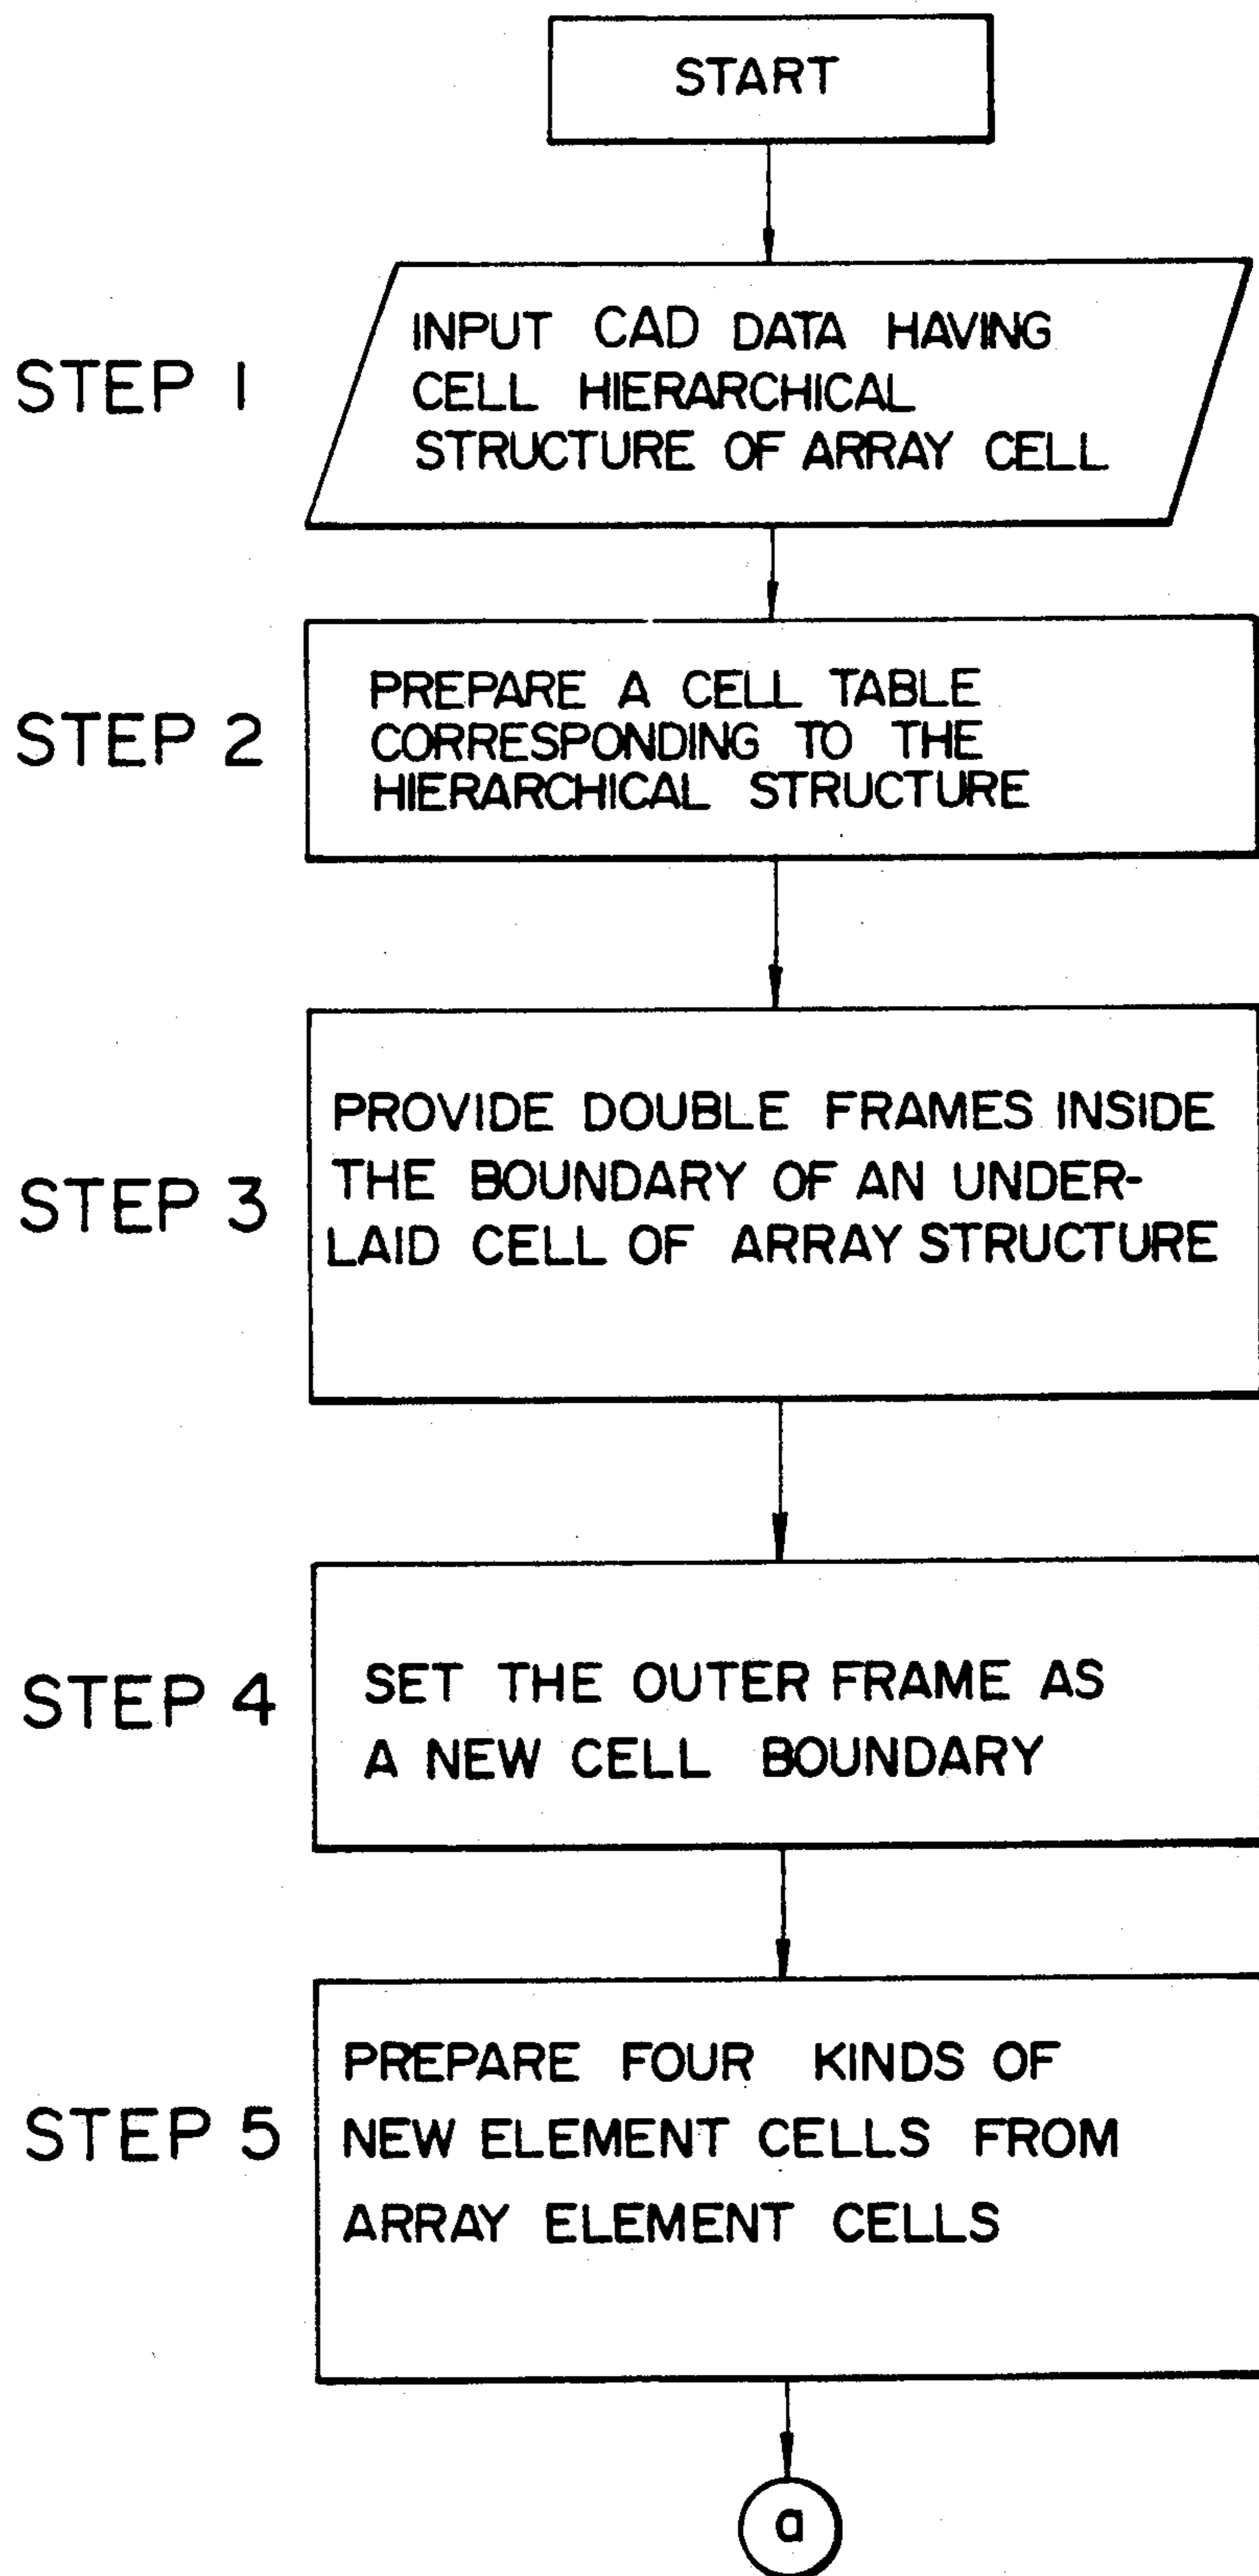 START
STEP 1
INPUT CAD DATA HAVING
CELL HIERARCHICAL
STRUCTURE OF ARRAY CELL
STEP 2
PREPARE A CELL TABLE
CORRESPONDING TO THE
HIERARCHICAL STRUCTURE
STEP 3
PROVIDE DOUBLE FRAMES INSIDE
THE BOUNDARY OF AN UNDER-
LAID CELL OF ARRAY STRUCTURE
STEP 4
SET THE OUTER FRAME AS
A NEW CELL BOUNDARY
STEP 5
PREPARE FOUR KINDS OF
NEW ELEMENT CELLS FROM
ARRAY ELEMENT CELLS
a